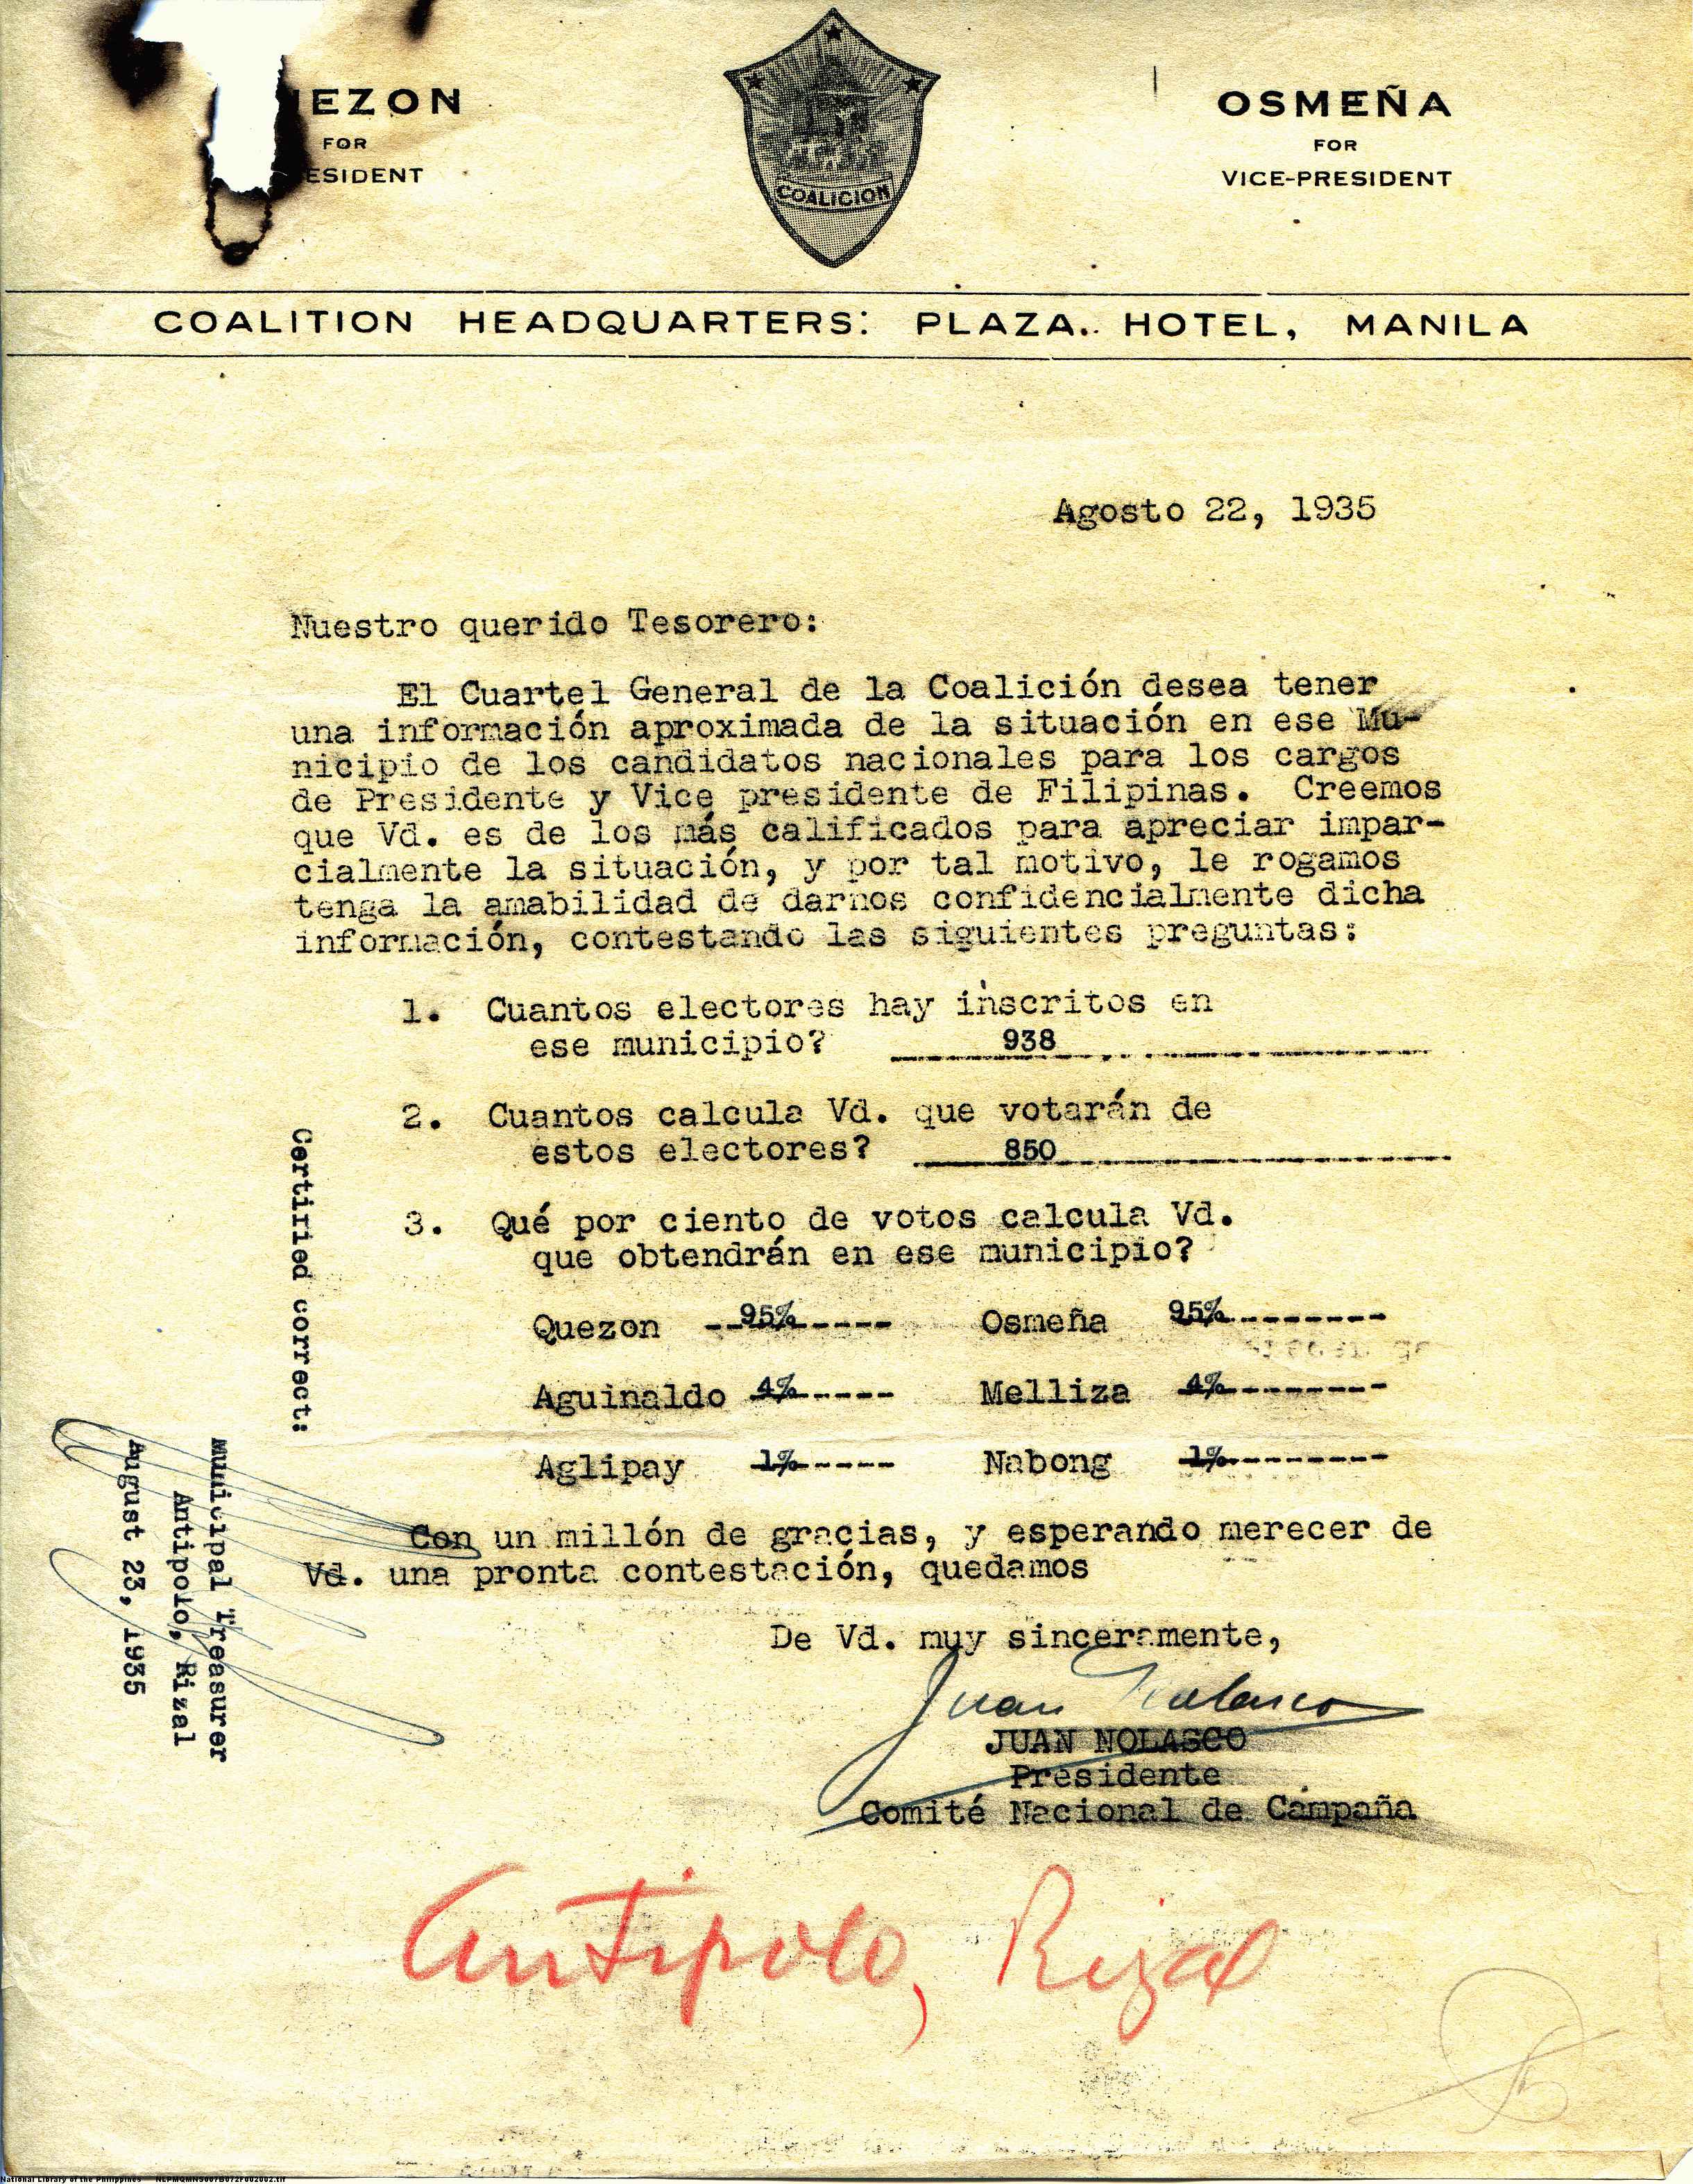 EZON
FOR
ESIDENT
COALICION
OSMEÑA
FOR
VICE-PRESIDENT
COALITION HEADQUARTERS: PLAZA HOTEL, MANILA
Agosto 22, 1935
Nuestro querido Tesorero:
El Cuartel General de la Coalición desea tener
una información aproximada de la situación en ese Mu-
nicipio de los candidatos nacionales para los cargos
de Presidente y Vice presidente de Filipinas. Creemos
que Vd. es de los más calificados para apreciar impar-
cialmente la situación, y por tal motivo, le rogamos
tenga la amabilidad de darnos confidencialmente dicha
información, contestando las siguientes preguntas:
1. Cuantos electores hay inscritos en
ese municipio? 938
2. Cuantos calcula Vd. que votarán de
estos electores? 850
3. Qué por ciento de votos calcula Vd.
que obtendrán en ese municipio?
Quezon --95%----- Osmeña 95%---------
Aguinaldo 4%----- Melliza 4%---------
Aglipay 1%----- Nabong 1%---------
Con un millón de gracias, y esperando merecer de
Vd. una pronta contestación, quedamos
De Vd. muy sinceramente,
Juan Nolasco
JUAN NOLASCO
Presidente
Comité Nacional de Campaña
Certified correct:
Municipal Treasurer
Antipolo, Rizal
August 23, 1935
Antipolo, Rizal
National Library of the Philippines